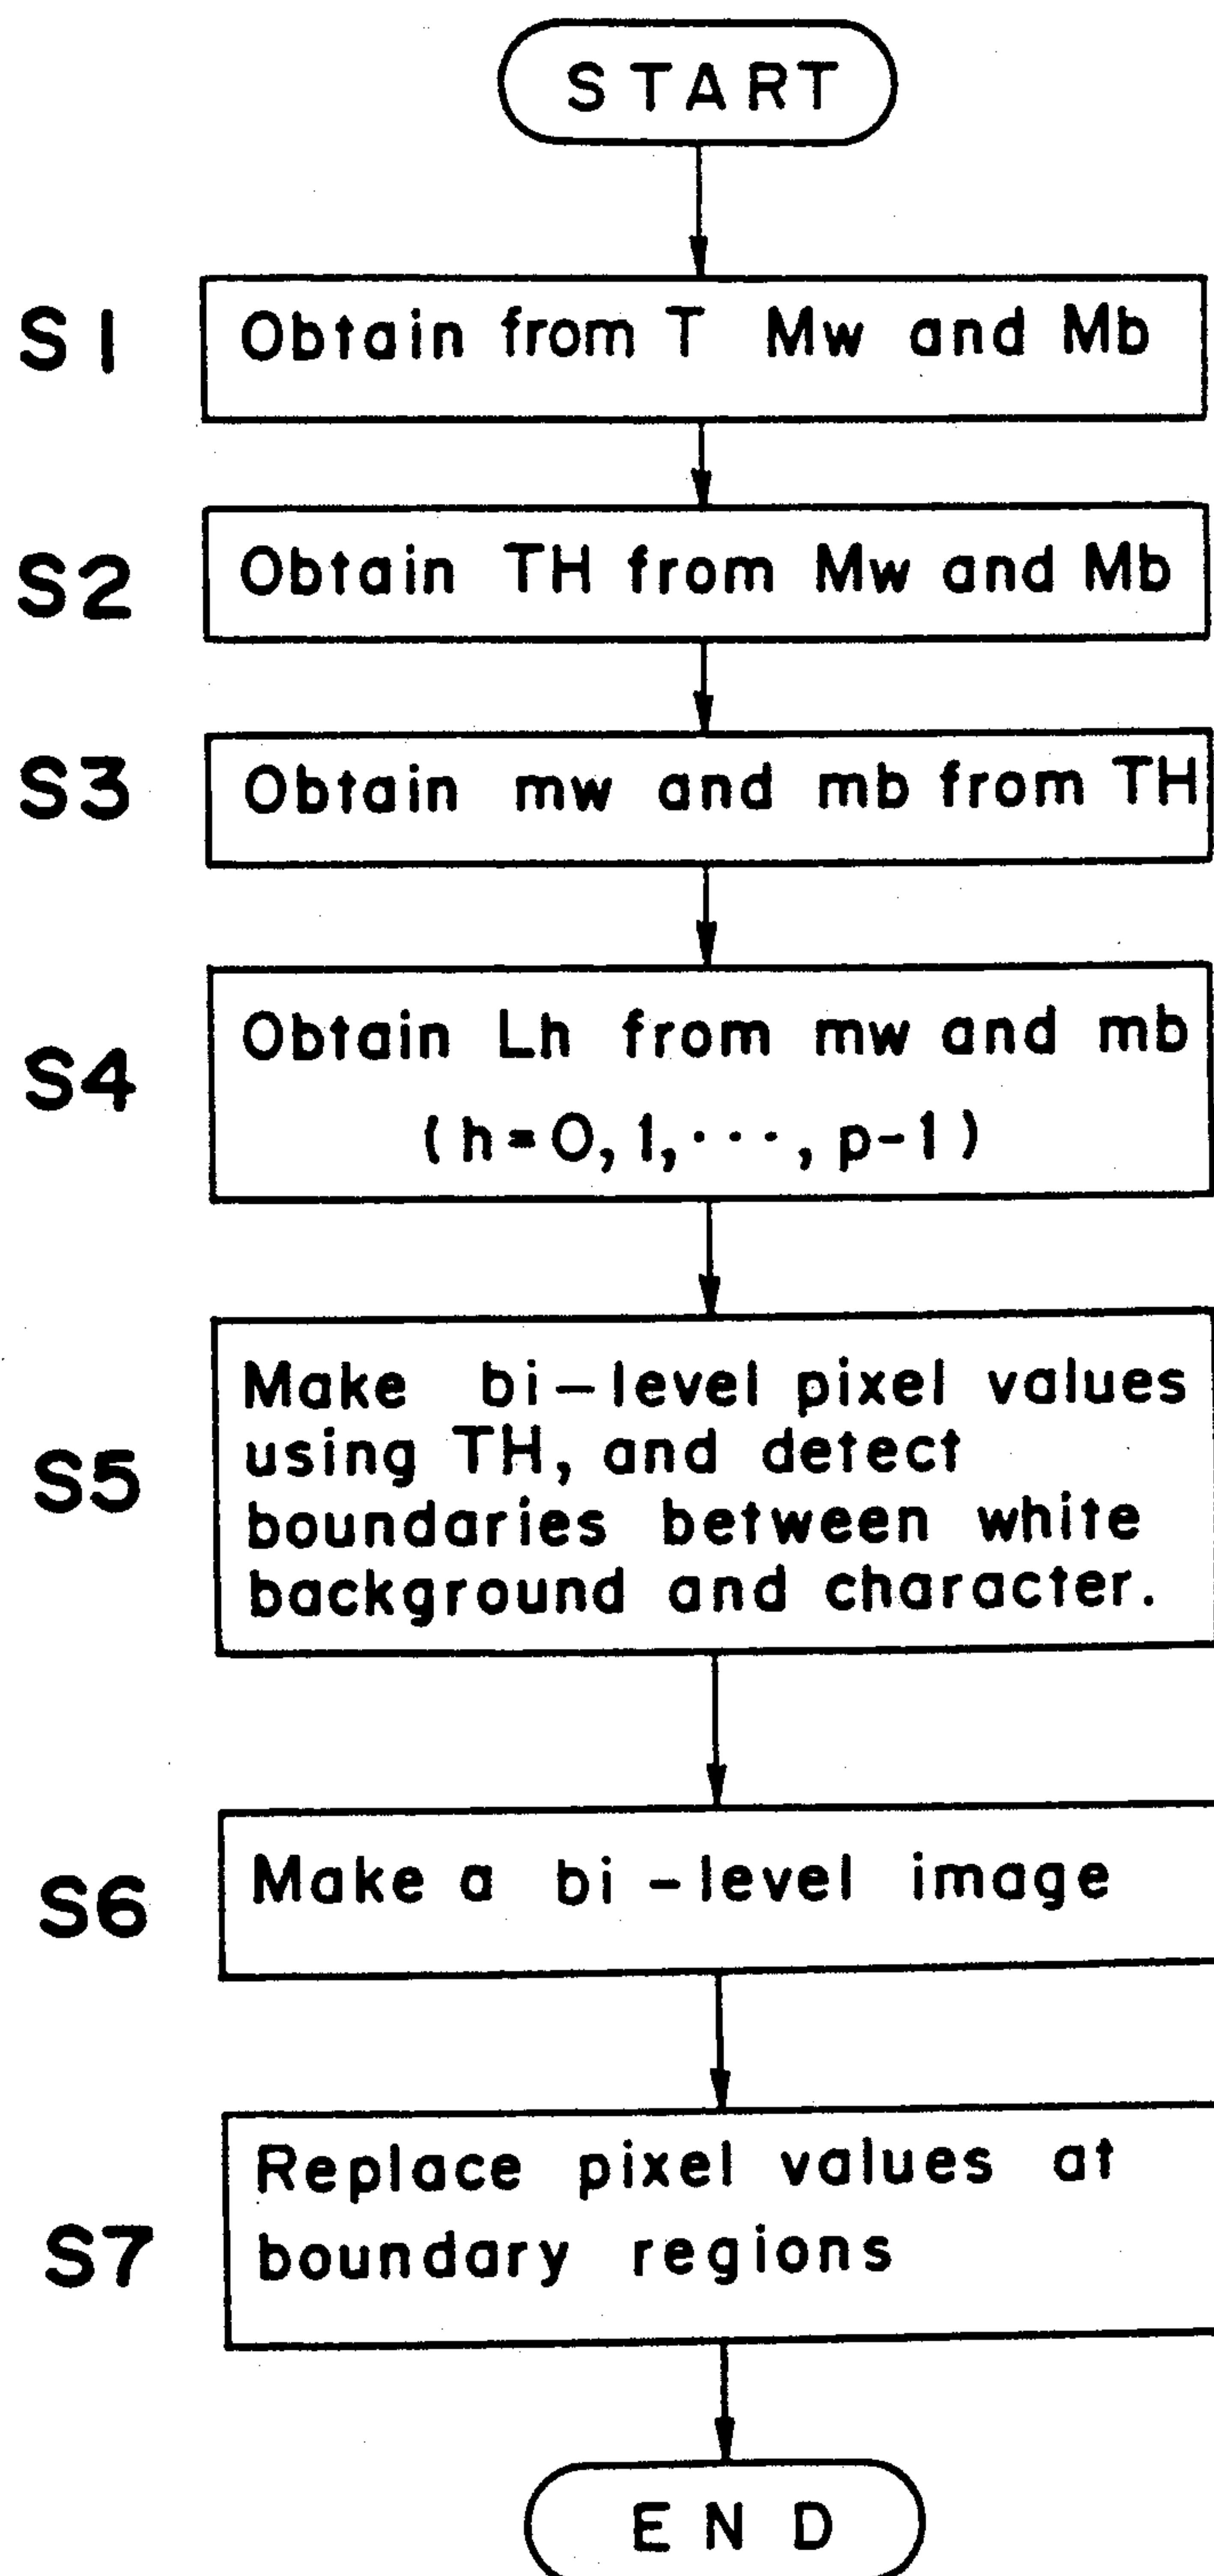 START
S1
Obtain from T Mw and Mb
S2
Obtain TH from Mw and Mb
S3
Obtain mw and mb from TH
S4
Obtain Lh from mw and mb
(h=0, 1, ···, p-1)
S5
Make bi-level pixel values
using TH, and detect
boundaries between white
background and character.
S6
Make a bi-level image
S7
Replace pixel values at
boundary regions
END